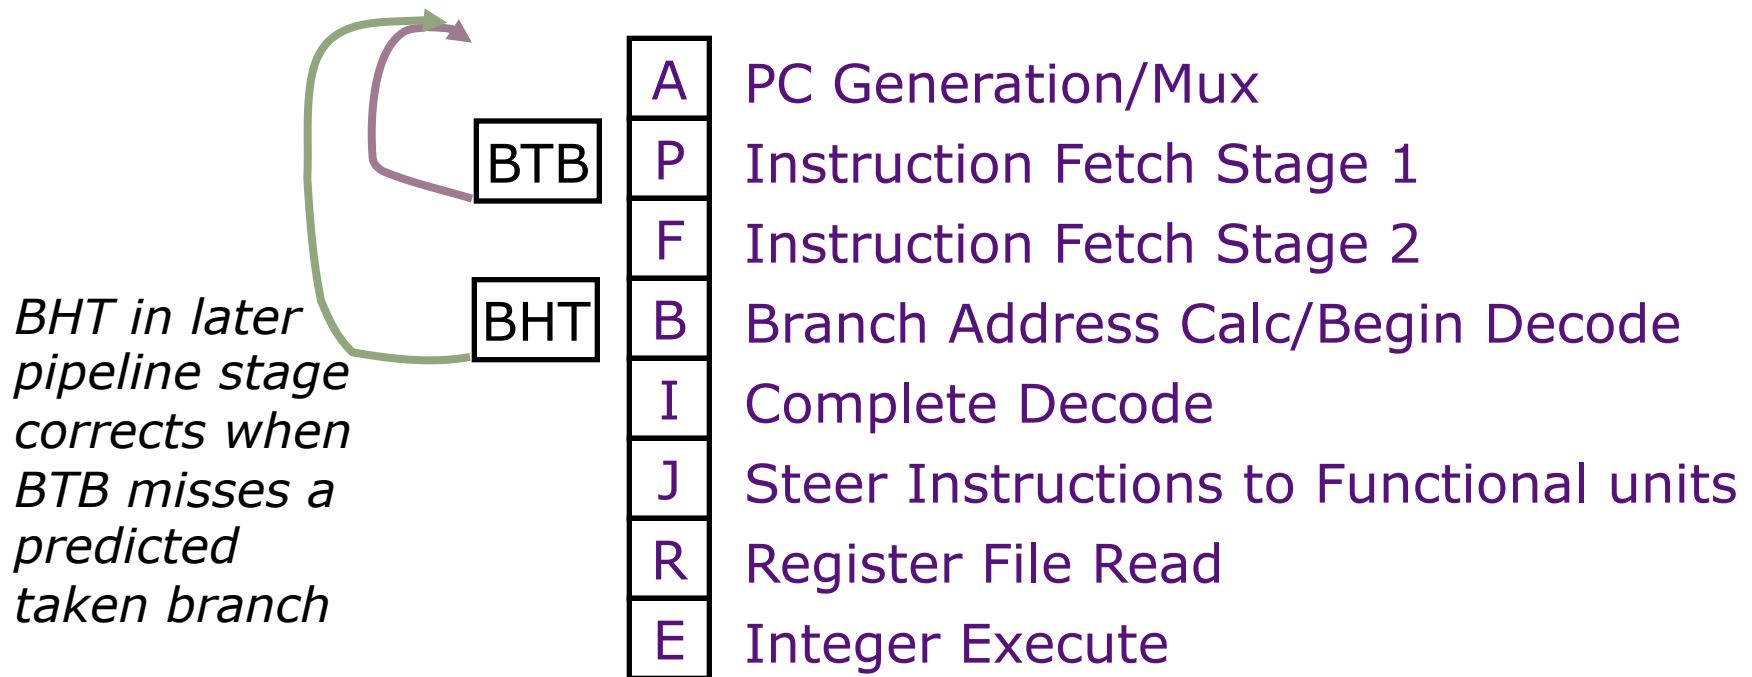 A PC Generation/Mux
BTB P Instruction Fetch Stage 1
F Instruction Fetch Stage 2
BHT B Branch Address Calc/Begin Decode
I Complete Decode
J Steer Instructions to Functional units
R Register File Read
E Integer Execute
BHT in later
pipeline stage
corrects when
BTB misses a
predicted
taken branch